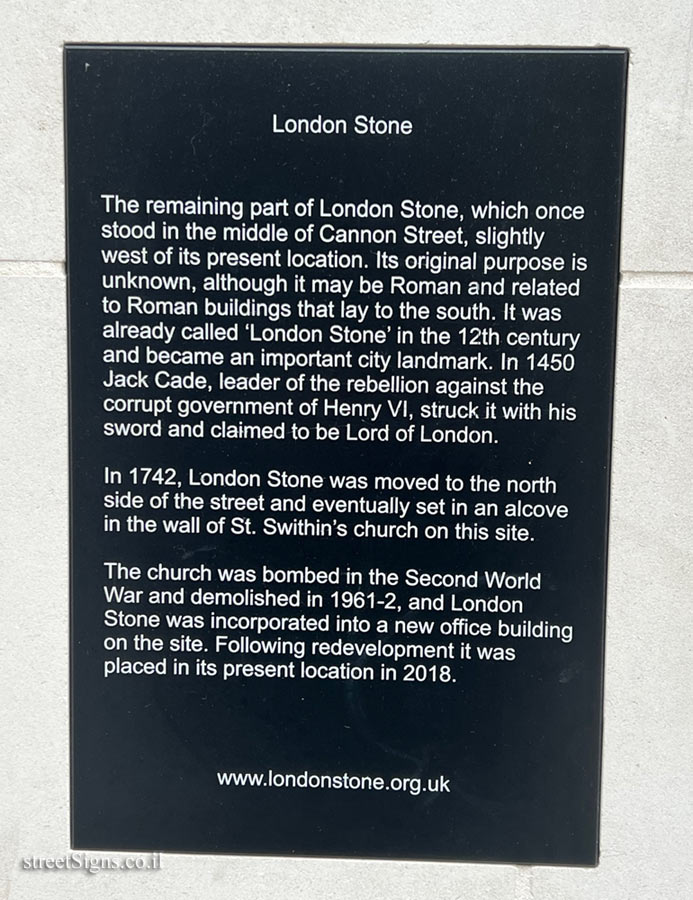 London Stone
The remaining part of London Stone, which once
stood in the middle of Cannon Street, slightly
west of its present location. Its original purpose is
unknown, although it may be Roman and related
to Roman buildings that lay to the south. It was
already called ‘London Stone’ in the 12th century
and became an important city landmark. In 1450
Jack Cade, leader of the rebellion against the
corrupt government of Henry VI, struck it with his
sword and claimed to be Lord of London.
In 1742, London Stone was moved to the north
side of the street and eventually set in an alcove
in the wall of St. Swithin’s church on this site.
The church was bombed in the Second World
War and demolished in 1961-2, and London
Stone was incorporated into a new office building
on the site. Following redevelopment it was
placed in its present location in 2018.
www.londonstone.org.uk
streetSigns.co.il